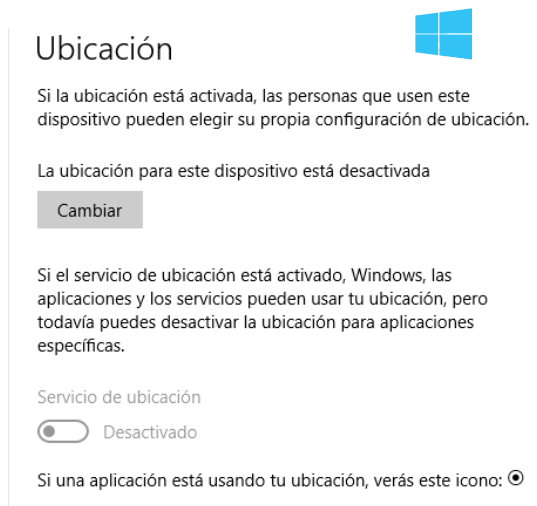 Ubicación
Si la ubicación está activada, las personas que usen este
dispositivo pueden elegir su propia configuración de ubicación.
La ubicación para este dispositivo está desactivada
Cambiar
Si el servicio de ubicación está activado, Windows, las
aplicaciones y los servicios pueden usar tu ubicación, pero
todavía puedes desactivar la ubicación para aplicaciones
específicas.
Servicio de ubicación
Desactivado
Si una aplicación está usando tu ubicación, verás este icono: